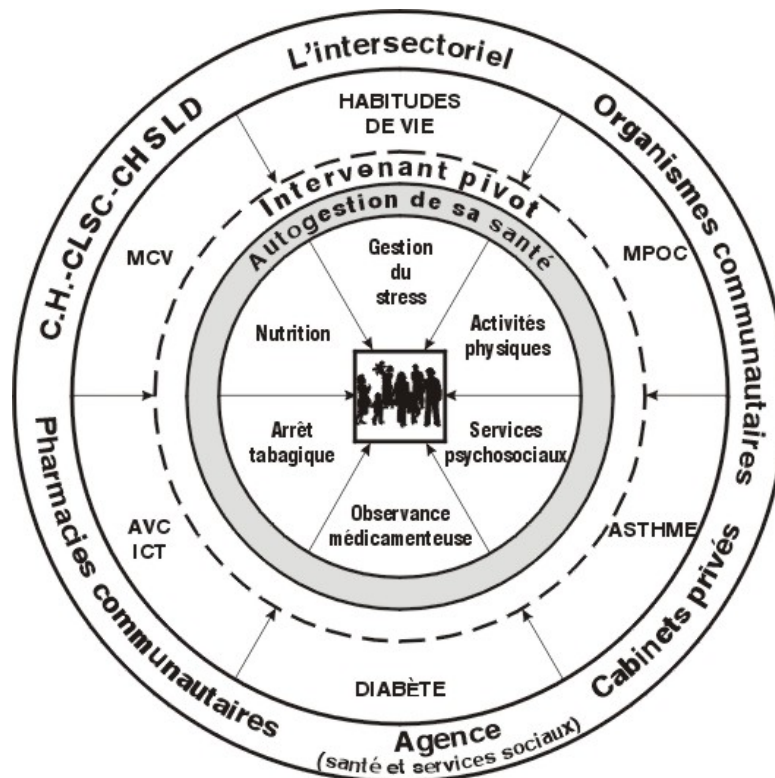 L'intersectoriel
Organismes communautaires
Cabinets privés
Agence
(santé et services sociaux)
Pharmacies communautaires
C.H.-CLSC-CHSLD
HABITUDES
DE VIE
MPOC
ASTHME
DIABÈTE
AVC
ICT
MCV
Intervenant pivot
Autogestion de sa santé
Gestion
du
stress
Activités
physiques
Services
psychosociaux
Observance
médicamenteuse
Arrêt
tabagique
Nutrition